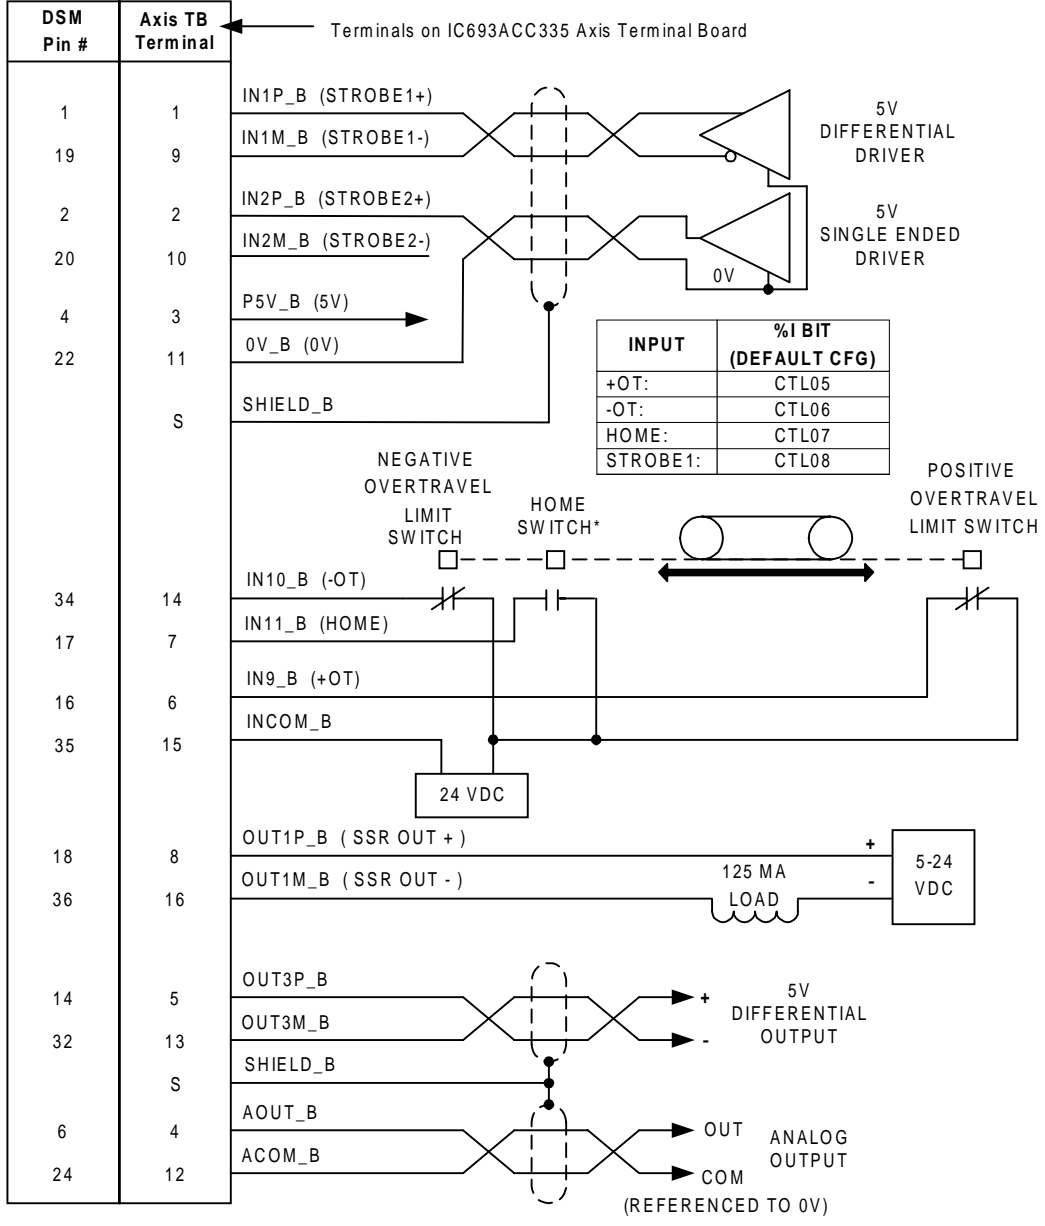 DSM
Pin #
Axis TB
Terminal
Terminals on IC693ACC335 Axis Terminal Board
1 1 IN1P_B (STROBE1+)
19 9 IN1M_B (STROBE1-)
5V
DIFFERENTIAL
DRIVER
2 2 IN2P_B (STROBE2+)
20 10 IN2M_B (STROBE2-)
5V
SINGLE ENDED
DRIVER
0V
4 3 P5V_B (5V)
22 11 0V_B (0V)
S SHIELD_B
INPUT %I BIT
(DEFAULT CFG)
+OT: CTL05
-OT: CTL06
HOME: CTL07
STROBE1: CTL08
NEGATIVE
OVERTRAVEL
LIMIT
SWITCH
HOME
SWITCH*
POSITIVE
OVERTRAVEL
LIMIT SWITCH
34 14 IN10_B (-OT)
17 7 IN11_B (HOME)
16 6 IN9_B (+OT)
35 15 INCOM_B
24 VDC
18 8 OUT1P_B ( SSR OUT + ) +
36 16 OUT1M_B ( SSR OUT - ) -
125 MA
LOAD
5-24
VDC
14 5 OUT3P_B +
32 13 OUT3M_B -
5V
DIFFERENTIAL
OUTPUT
S SHIELD_B
6 4 AOUT_B OUT
24 12 ACOM_B COM
ANALOG
OUTPUT
(REFERENCED TO 0V)